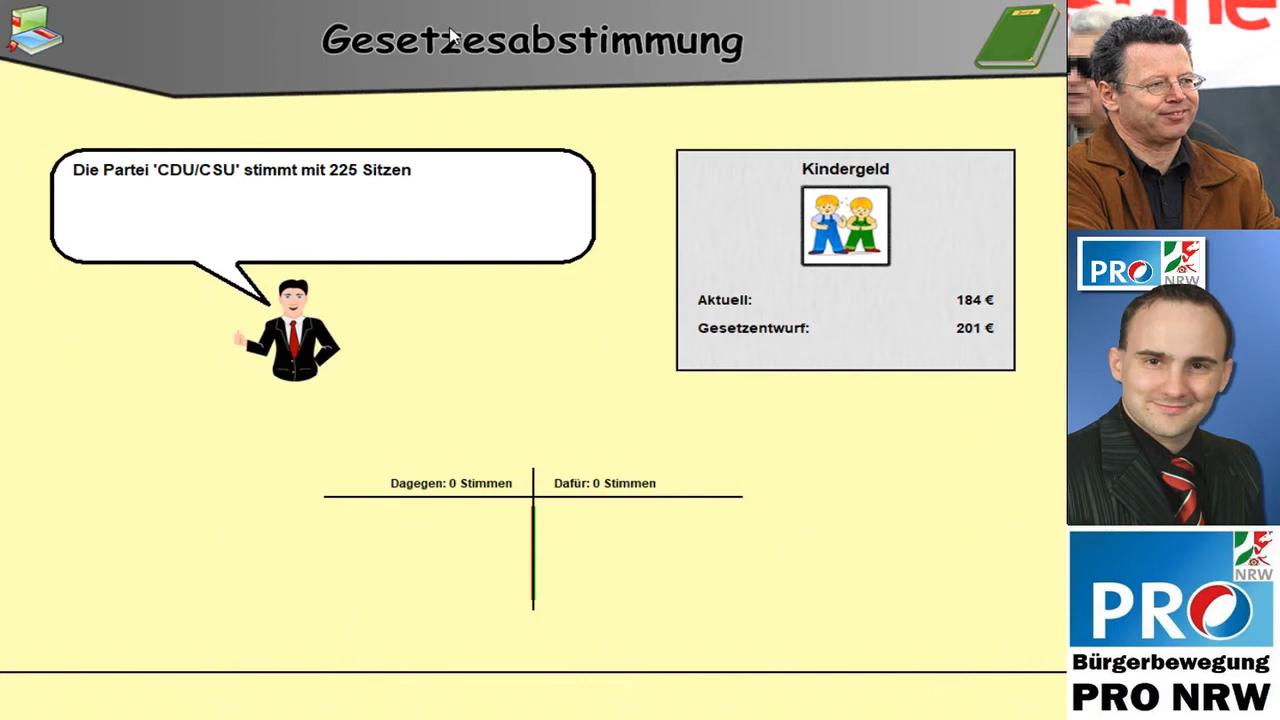 Gesetzesabstimmung
Die Partei 'CDU/CSU' stimmt mit 225 Sitzen
Kindergeld
Aktuell: 184 €
Gesetzentwurf: 201 €
Dagegen: 0 Stimmen Dafür: 0 Stimmen
PRO
NRW
NRW
PRO
Bürgerbewegung
PRO NRW